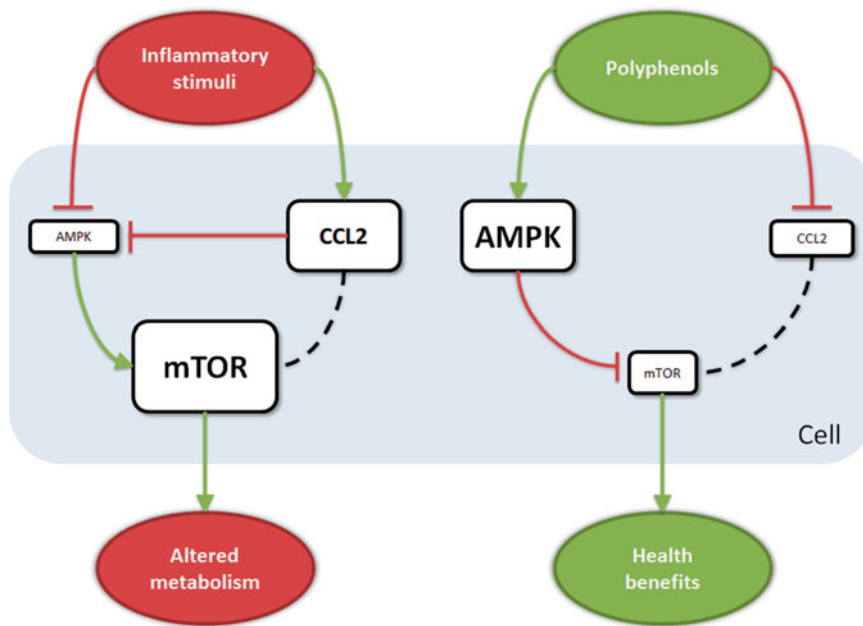 Inflammatory
stimuli
Polyphenols
AMPK
CCL2
AMPK
CCL2
mTOR
mTOR
Cell
Altered
metabolism
Health
benefits